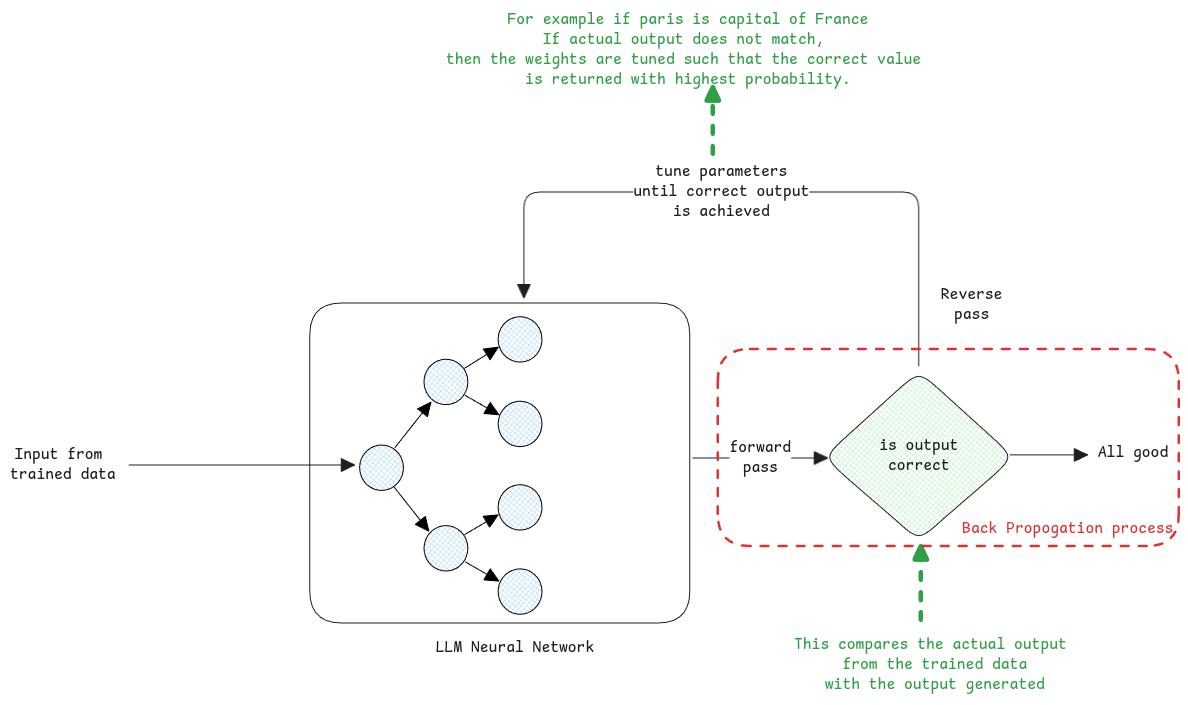 For example if paris is capital of France
If actual output does not match,
then the weights are tuned such that the correct value
is returned with highest probability.
tune parameters
until correct output
is achieved
Reverse
pass
Input from
trained data
forward
pass
is output
correct
All good
Back Propogation process
LLM Neural Network
This compares the actual output
from the trained data
with the output generated